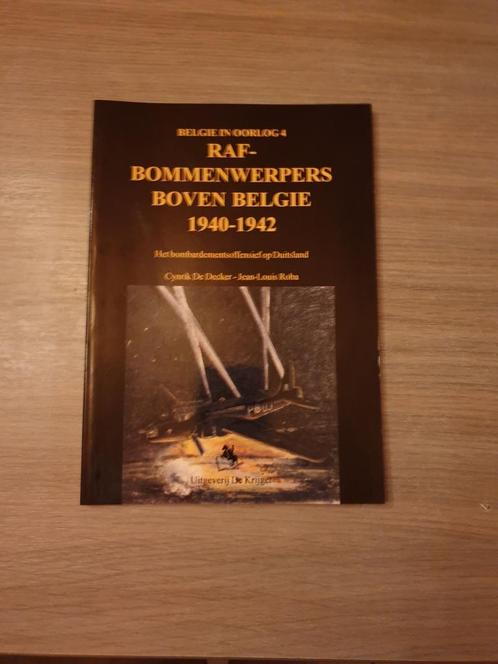 BELGIE IN OORLOG 4
RAF-
BOMMENWERPERS
BOVEN BELGIE
1940-1942
Het bombardementsoffensief op Duitsland
Cynrik De Decker - Jean-Louis Roba
Uitgeverij De Krijger